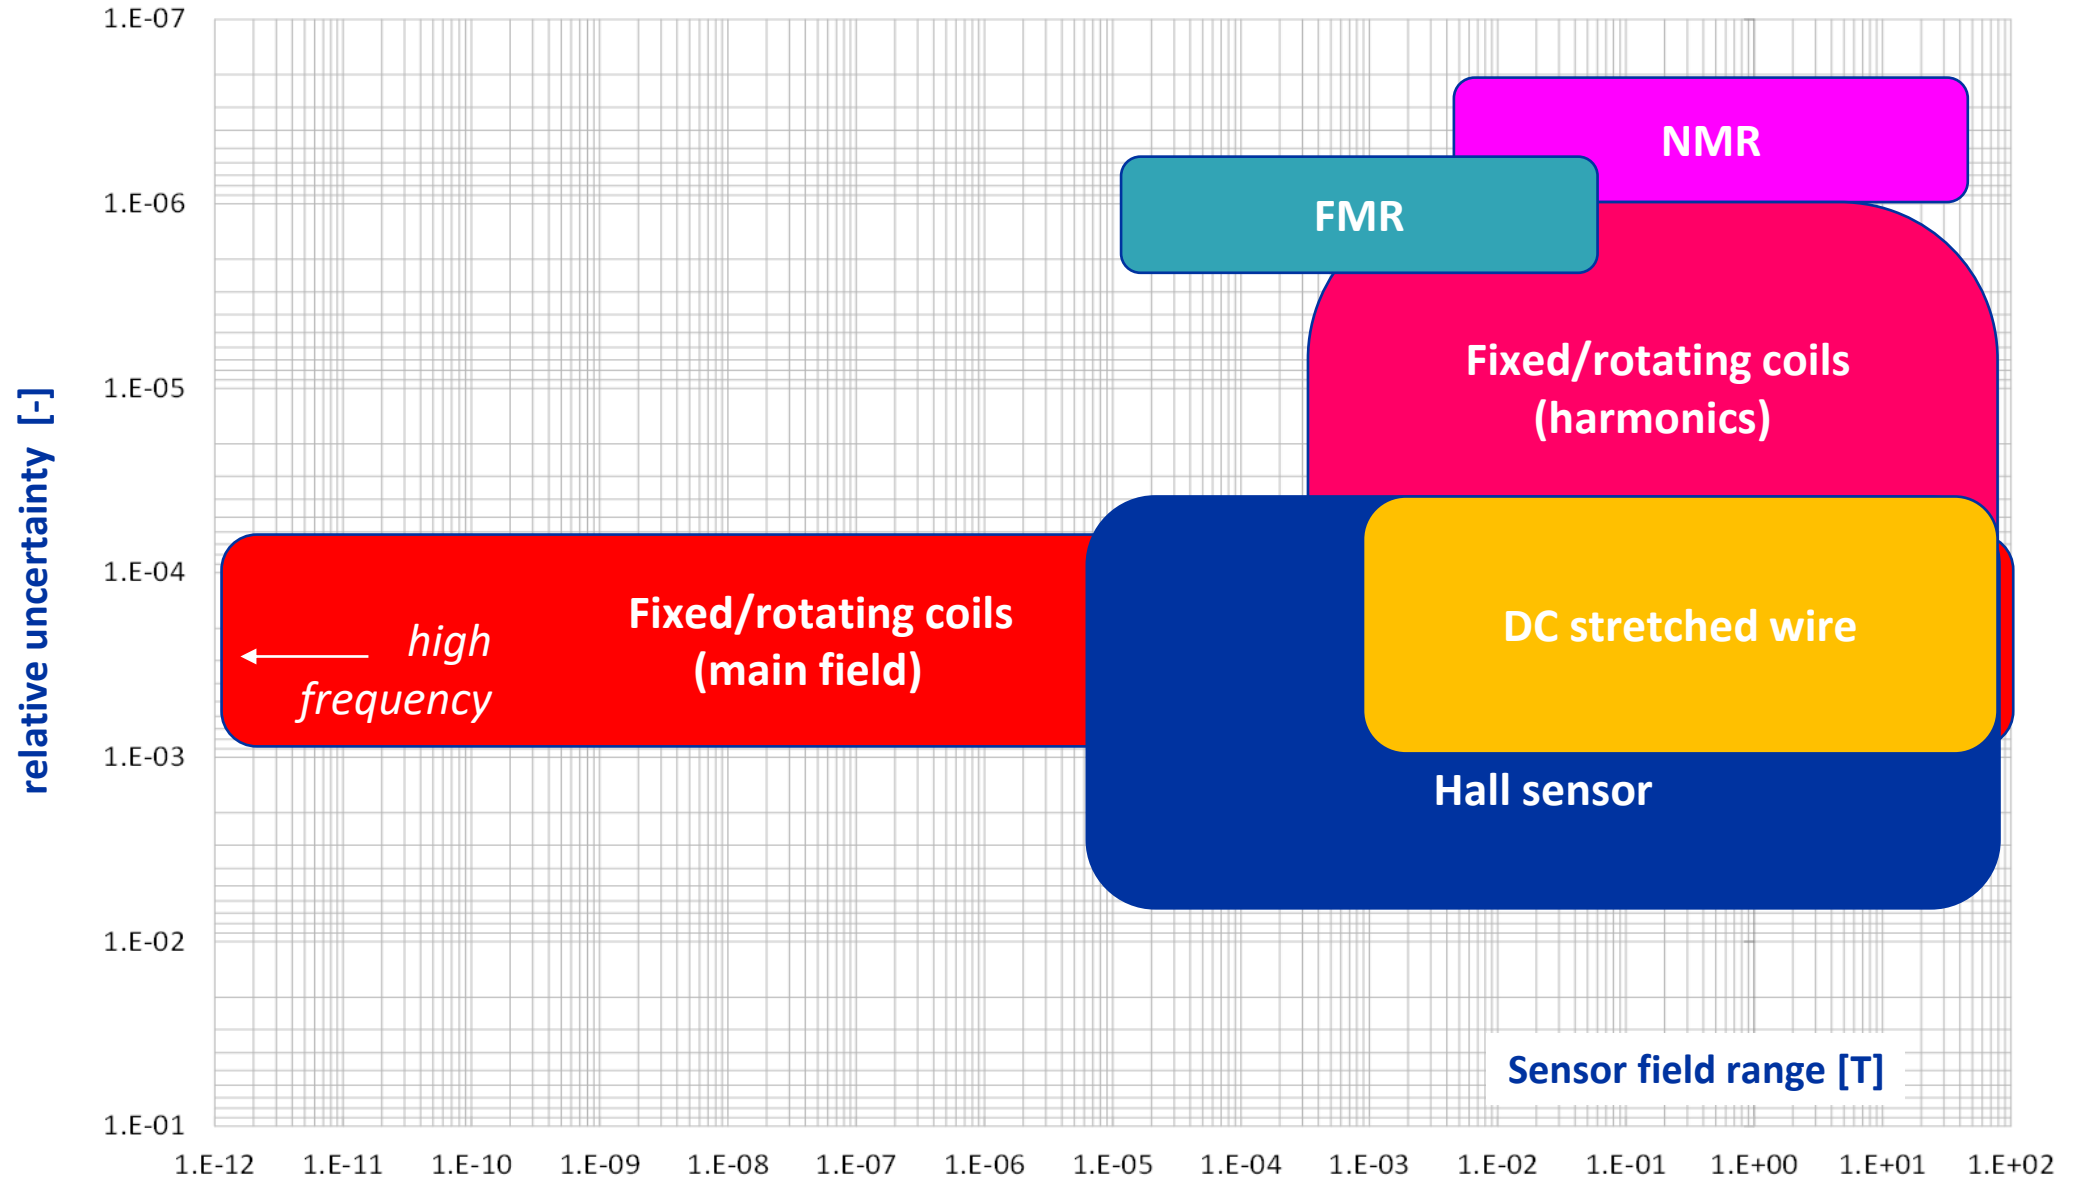 1.E-07
NMR
1.E-06
FMR
Fixed/rotating coils
(harmonics)
1.E-05
relative uncertainty [-]
1.E-04
Fixed/rotating coils
(main field)
high
frequency
DC stretched wire
1.E-03
Hall sensor
1.E-02
Sensor field range [T]
1.E-01
1.E-12 1.E-11 1.E-10 1.E-09 1.E-08 1.E-07 1.E-06 1.E-05 1.E-04 1.E-03 1.E-02 1.E-01 1.E+00 1.E+01 1.E+02